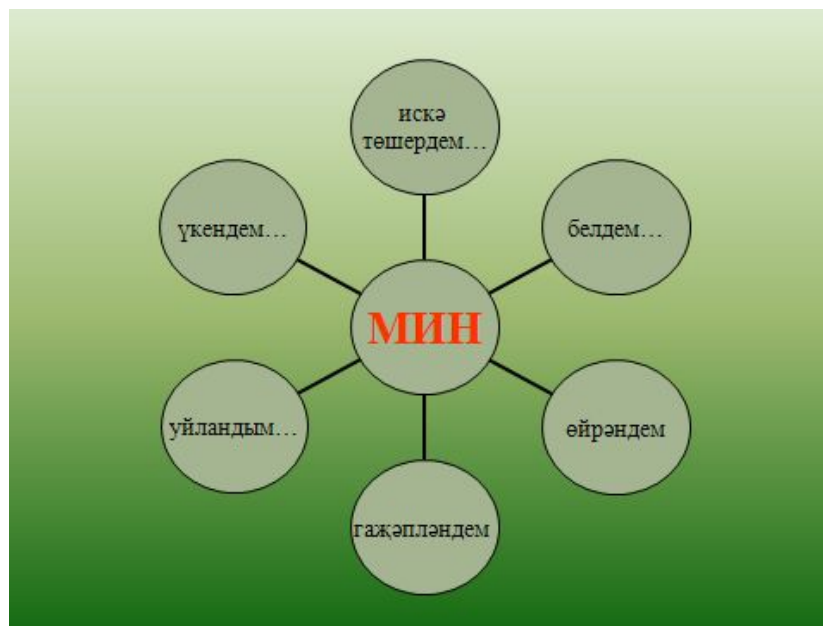 искә
төшердем…
үкендем…
белдем…
МИН
уйландым…
өйрәндем
гаҗәпләндем